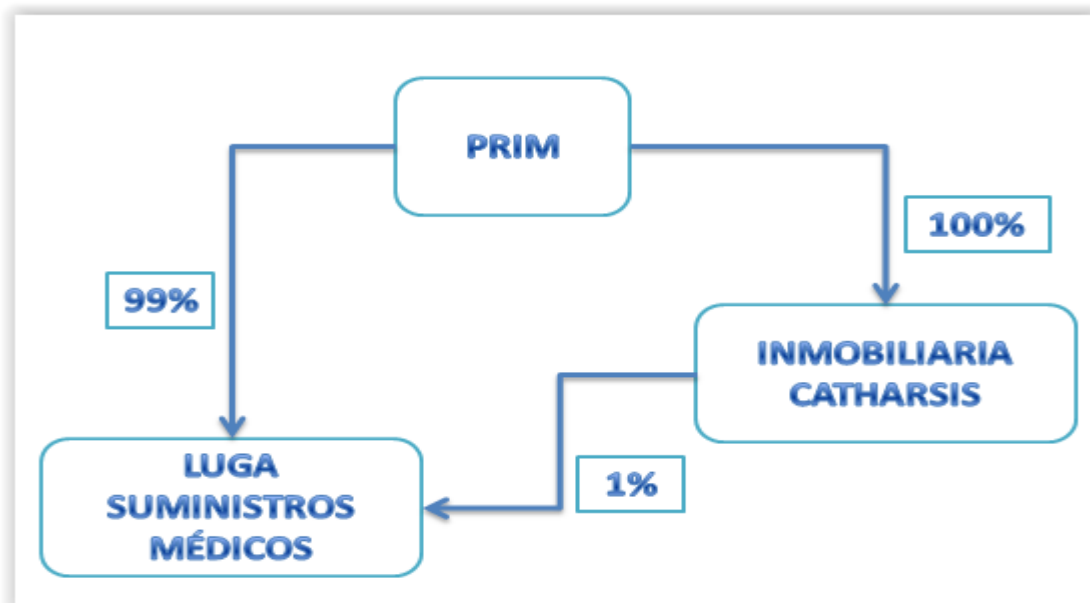 PRIM
100%
99%
INMOBILIARIA
CATHARSIS
LUGA
SUMINISTROS
MÉDICOS
1%